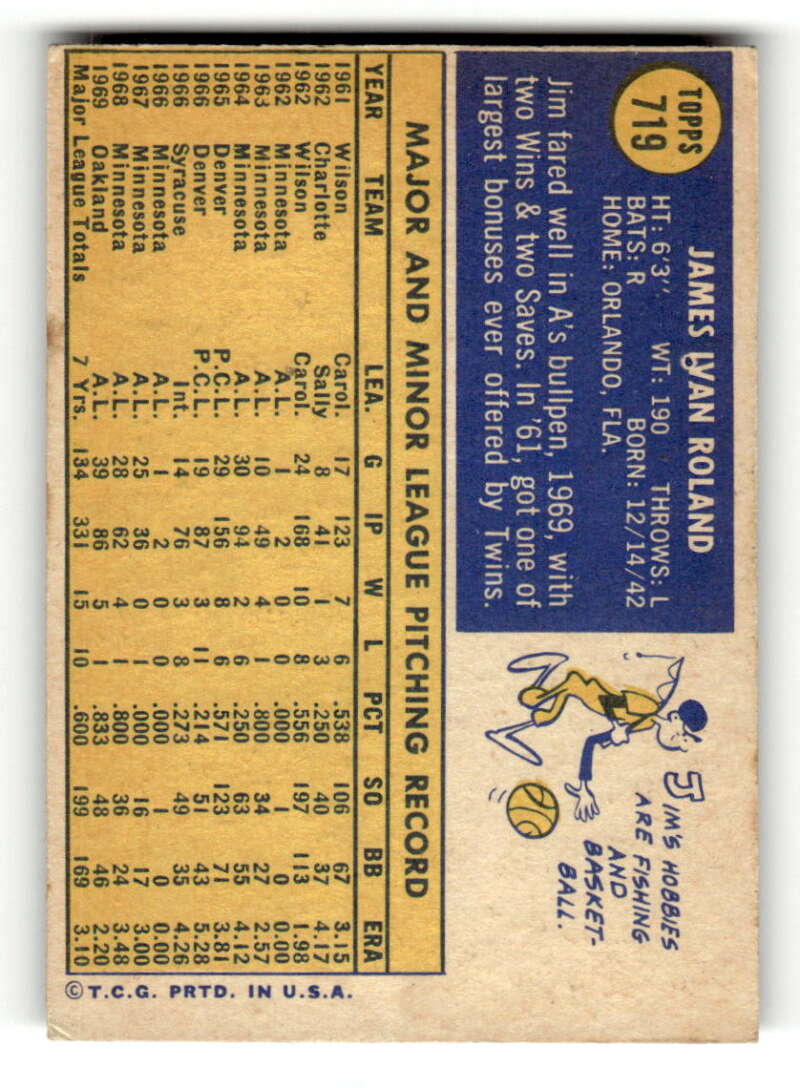 TOPPS
719
JAMES IVAN ROLAND
HT: 6'3" WT: 190 THROWS: L
BATS: R BORN: 12/14/42
HOME: ORLANDO, FLA.
Jim fared well in A's bullpen, 1969, with
two Wins & two Saves. In '61, got one of
largest bonuses ever offered by Twins.
JIM'S HOBBIES
ARE FISHING
AND
BASKET-
BALL.
MAJOR AND MINOR LEAGUE PITCHING RECORD
YEAR TEAM LEA. G IP W L PCT SO BB ERA
1961 Wilson Carol. 17 123 7 6 .538 106 67 3.15
1962 Charlotte Sally 8 41 1 3 .250 40 37 4.17
1962 Wilson Carol. 24 168 10 8 .556 197 113 1.98
1962 Minnesota A.L. 1 2 0 0 .000 1 0 0.00
1963 Minnesota A.L. 10 49 4 1 .800 34 27 2.57
1964 Minnesota A.L. 30 94 2 6 .250 63 55 4.12
1965 Denver P.C.L. 29 156 8 6 .571 123 71 3.81
1966 Denver P.C.L. 19 87 3 11 .214 51 43 5.28
1966 Syracuse Int. 14 76 3 8 .273 49 35 4.26
1966 Minnesota A.L. 1 2 0 0 .000 1 0 0.00
1967 Minnesota A.L. 25 36 0 1 .000 16 17 3.00
1968 Minnesota A.L. 28 62 4 1 .800 36 24 3.48
1969 Oakland A.L. 39 86 5 1 .833 48 46 2.20
Major League Totals 7 Yrs. 134 331 15 10 .600 199 169 3.10
© T.C.G. PRTD. IN U.S.A.